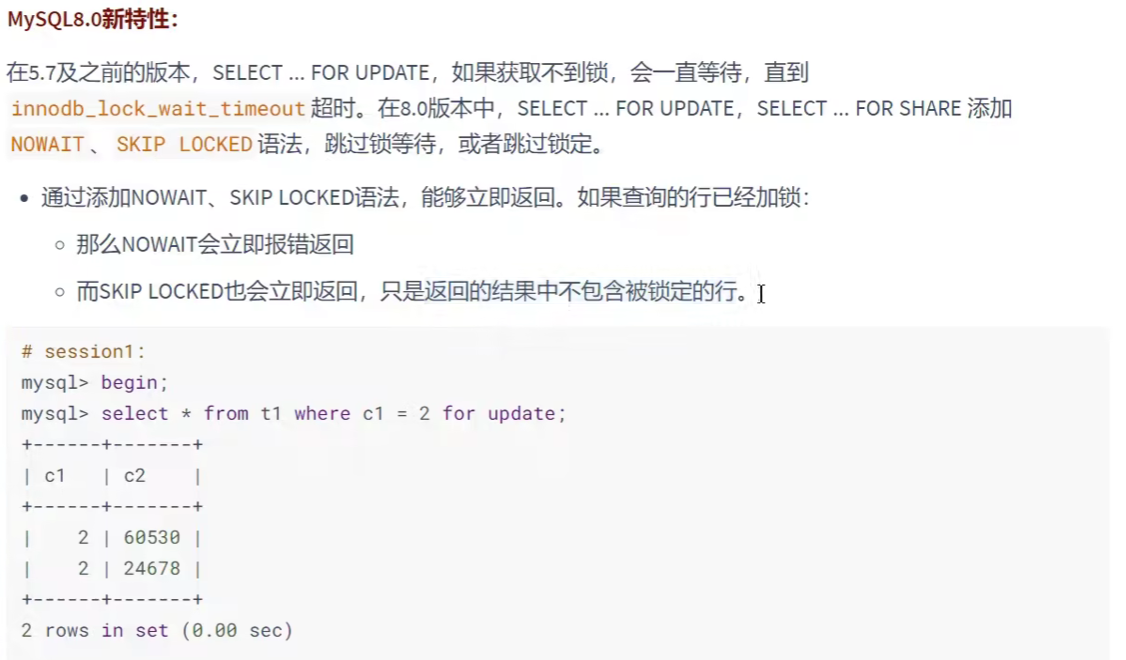 MySQL8.0新特性：
在5.7及之前的版本，SELECT ... FOR UPDATE，如果获取不到锁，会一直等待，直到
innodb_lock_wait_timeout 超时。在8.0版本中，SELECT ... FOR UPDATE，SELECT ... FOR SHARE 添加
NOWAIT 、 SKIP LOCKED 语法，跳过锁等待，或者跳过锁定。
• 通过添加NOWAIT、SKIP LOCKED语法，能够立即返回。如果查询的行已经加锁：
○ 那么NOWAIT会立即报错返回
○ 而SKIP LOCKED也会立即返回，只是返回的结果中不包含被锁定的行。
# session1:
mysql> begin;
mysql> select * from t1 where c1 = 2 for update;
+------+-------+
| c1   | c2    |
+------+-------+
|    2 | 60530 |
|    2 | 24678 |
+------+-------+
2 rows in set (0.00 sec)